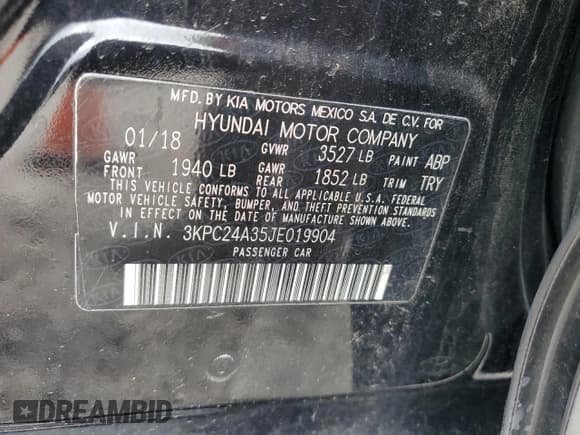 MFD. BY KIA MOTORS MEXICO S.A. DE C.V. FOR
HYUNDAI MOTOR COMPANY
01/18 GVWR 3527 LB PAINT ABP
GAWR FRONT 1940 LB GAWR REAR 1852 LB TRIM TRY
THIS VEHICLE CONFORMS TO ALL APPLICABLE U.S.A. FEDERAL
MOTOR VEHICLE SAFETY, BUMPER, AND THEFT PREVENTION STANDARDS
IN EFFECT ON THE DATE OF MANUFACTURE SHOWN ABOVE.
V.I.N. 3KPC24A35JE019904
PASSENGER CAR
KIA
DREAMBID